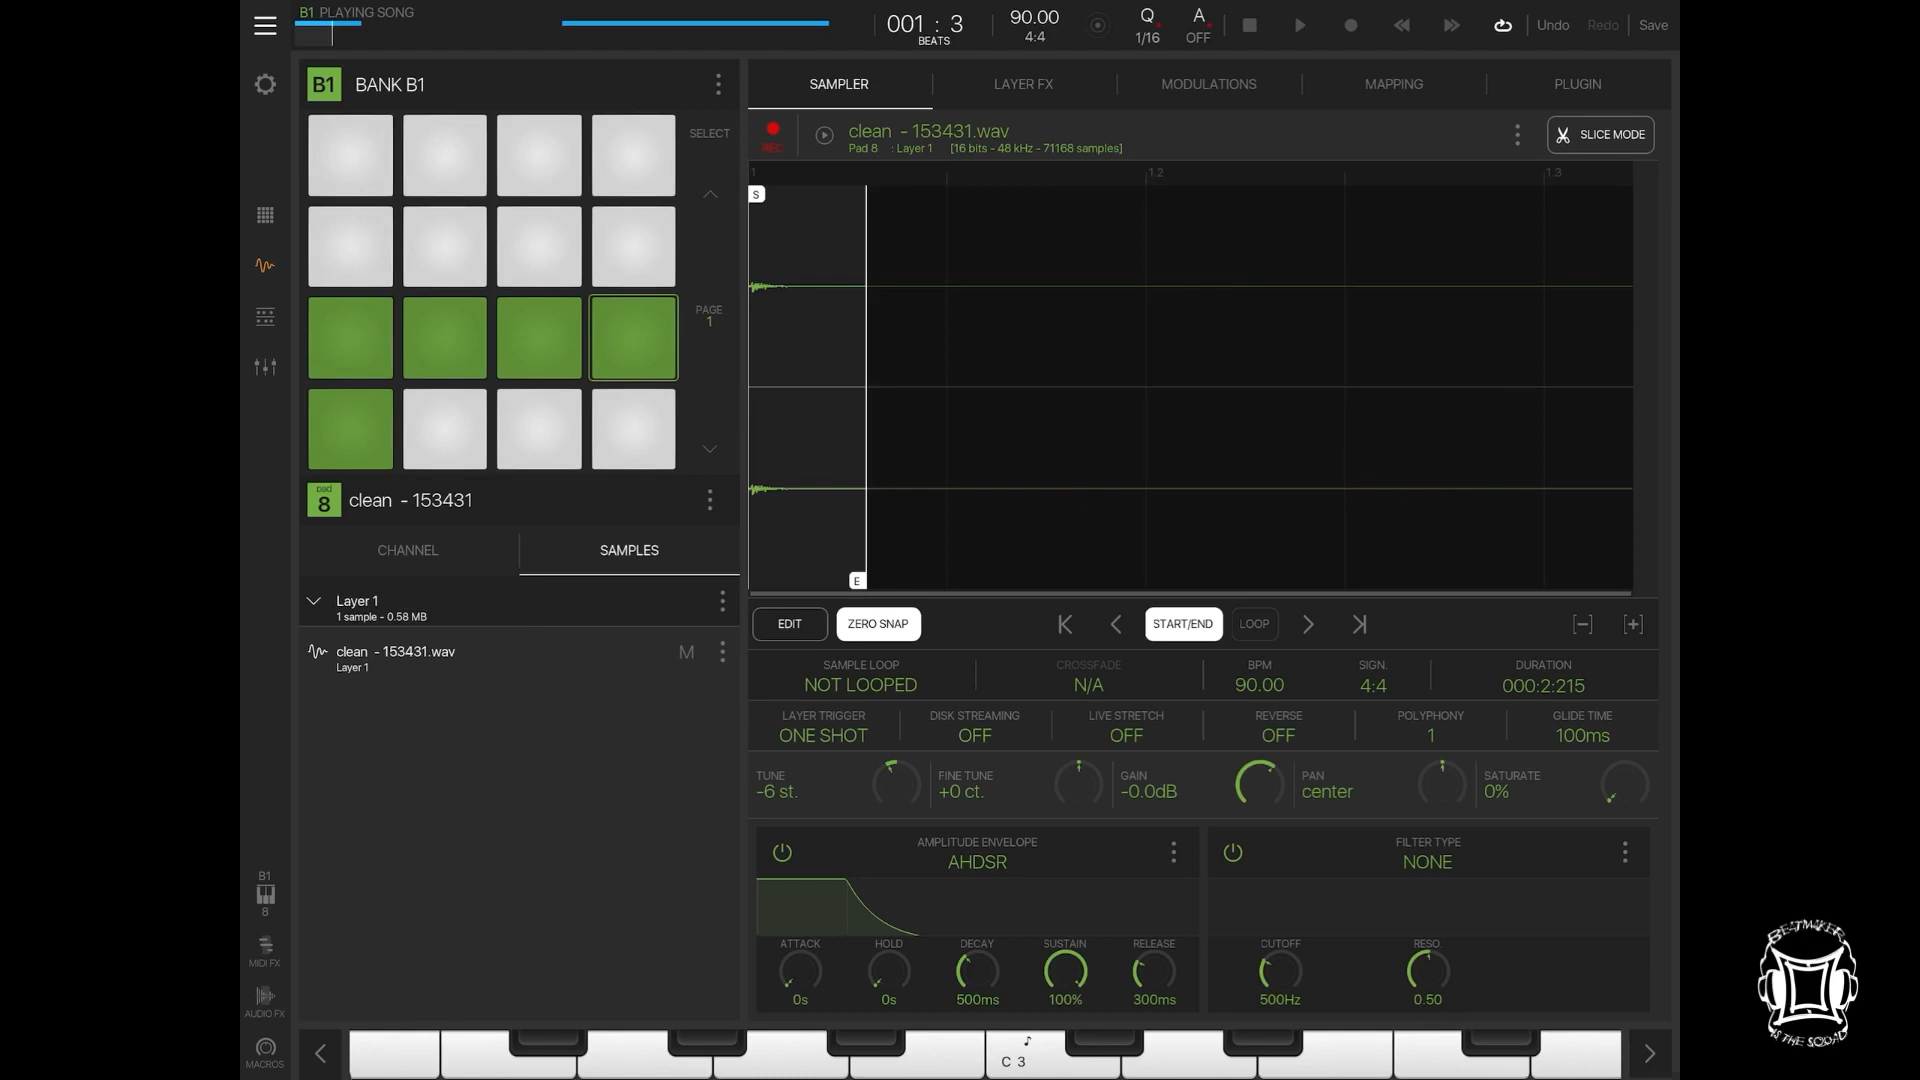 B1 PLAYING SONG
001 : 3
BEATS
90.00
4:4
Q
1/16
A
OFF
Undo
Redo
Save
B1
BANK B1
SELECT
PAGE
1
8
clean - 153431
CHANNEL
SAMPLES
Layer 1
1 sample - 0.58 MB
clean - 153431.wav
Layer 1
M
SAMPLER
LAYER FX
MODULATIONS
MAPPING
PLUGIN
REC
clean - 153431.wav
Pad 8 : Layer 1 [16 bits - 48 kHz - 71168 samples]
SLICE MODE
1
1.2
1.3
S
E
EDIT
ZERO SNAP
START/END
LOOP
SAMPLE LOOP
NOT LOOPED
CROSSFADE
N/A
BPM
90.00
SIGN.
4:4
DURATION
000:2:215
LAYER TRIGGER
ONE SHOT
DISK STREAMING
OFF
LIVE STRETCH
OFF
REVERSE
OFF
POLYPHONY
1
GLIDE TIME
100ms
TUNE
-6 st.
FINE TUNE
+0 ct.
GAIN
-0.0dB
PAN
center
SATURATE
0%
AMPLITUDE ENVELOPE
AHDSR
FILTER TYPE
NONE
ATTACK
0s
HOLD
0s
DECAY
500ms
SUSTAIN
100%
RELEASE
300ms
CUTOFF
500Hz
RESO.
0.50
B1
8
MIDI FX
AUDIO FX
MACROS
C 3
BEATMAKER
IS THE SQUAD